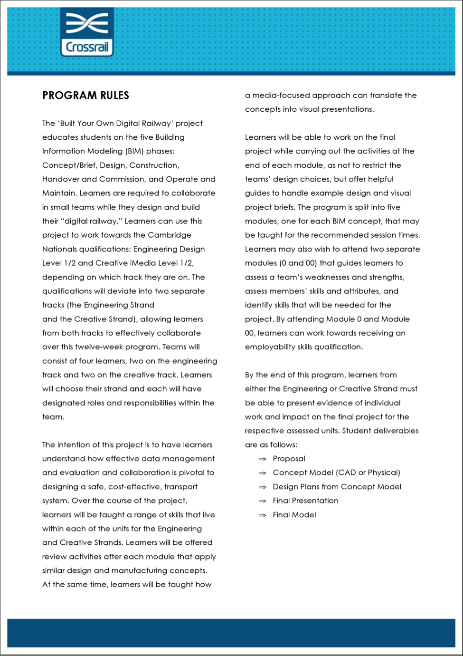 Crossrail
PROGRAM RULES
The ‘Built Your Own Digital Railway’ project
educates students on the five Building
Information Modeling (BIM) phases:
Concept/Brief, Design, Construction,
Handover and Commission, and Operate and
Maintain. Learners are required to collaborate
in small teams while they design and build
their “digital railway.” Learners can use this
project to work towards the Cambridge
Nationals qualifications: Engineering Design
Level 1/2 and Creative iMedia Level 1/2,
depending on which track they are on. The
qualifications will deviate into two separate
tracks (the Engineering Strand
and the Creative Strand), allowing learners
from both tracks to effectively collaborate
over this twelve-week program. Teams will
consist of four learners, two on the engineering
track and two on the creative track. Learners
will choose their strand and each will have
designated roles and responsibilities within the
team.
The intention of this project is to have learners
understand how effective data management
and evaluation and collaboration is pivotal to
designing a safe, cost-effective, transport
system. Over the course of the project,
learners will be taught a range of skills that live
within each of the units for the Engineering
and Creative Strands. Learners will be offered
review activities after each module that apply
similar design and manufacturing concepts.
At the same time, learners will be taught how
a media-focused approach can translate the
concepts into visual presentations.
Learners will be able to work on the final
project while carrying out the activities at the
end of each module, as not to restrict the
teams’ design choices, but offer helpful
guides to handle example design and visual
project briefs. The program is split into five
modules, one for each BIM concept, that may
be taught for the recommended session times.
Learners may also wish to attend two separate
modules (0 and 00) that guides learners to
assess a team’s weaknesses and strengths,
assess members’ skills and attributes, and
identify skills that will be needed for the
project. By attending Module 0 and Module
00, learners can work towards receiving an
employability skills qualification.
By the end of this program, learners from
either the Engineering or Creative Strand must
be able to present evidence of individual
work and impact on the final project for the
respective assessed units. Student deliverables
are as follows:
⇒ Proposal
⇒ Concept Model (CAD or Physical)
⇒ Design Plans from Concept Model
⇒ Final Presentation
⇒ Final Model